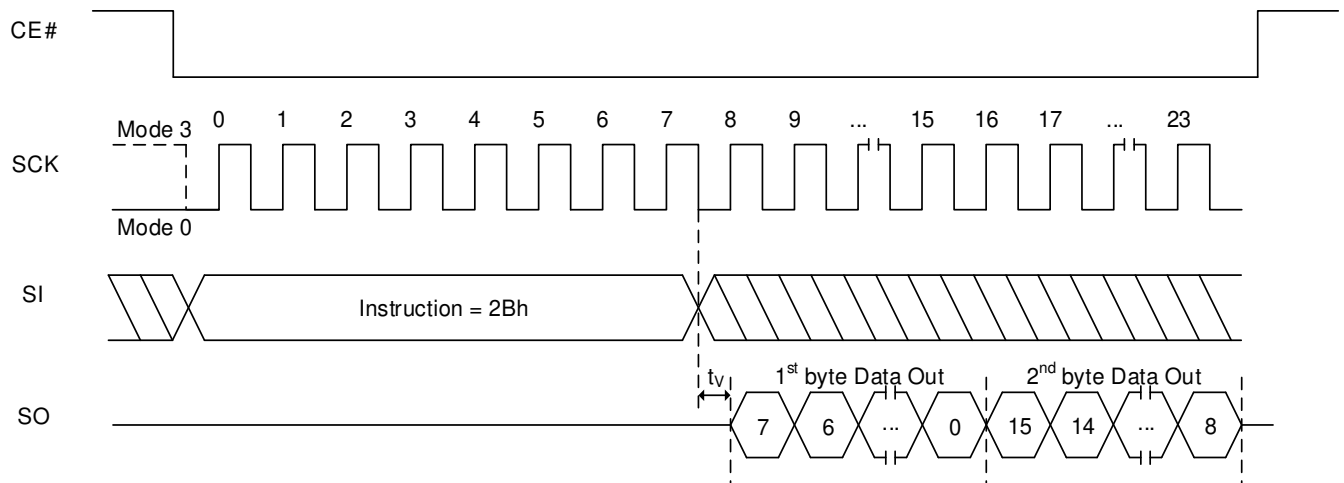 CE#
0 1 2 3 4 5 6 7 8 9 ... 15 16 17 ... 23
Mode 3
SCK
Mode 0
SI
Instruction = 2Bh
tV 1st byte Data Out 2nd byte Data Out
SO
7 6 ... 0 15 14 ... 8